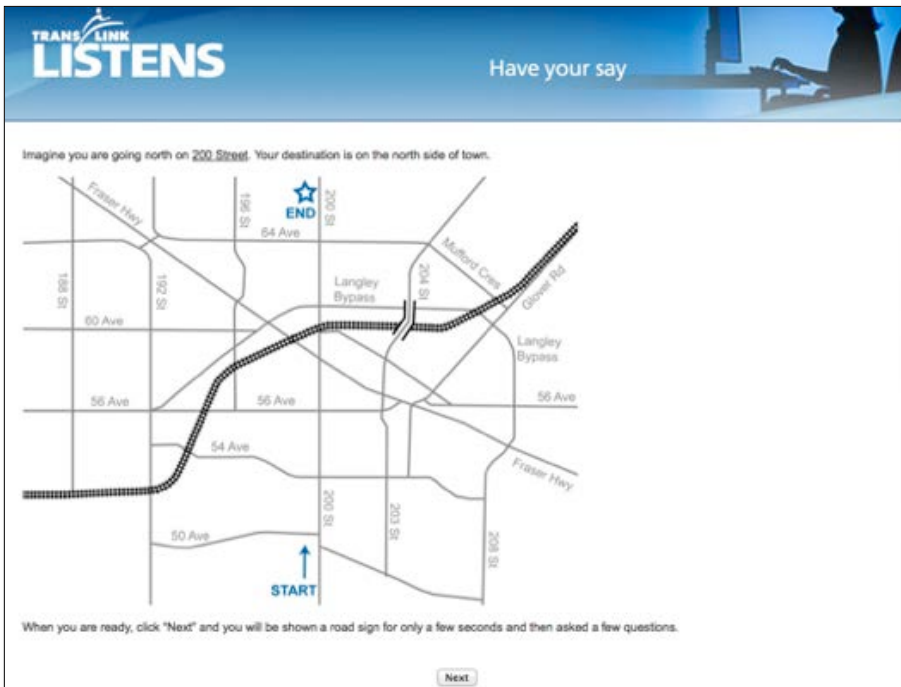 TRANS LINK
LISTENS
Have your say
Imagine you are going north on 200 Street. Your destination is on the north side of town.
Fraser Hwy
196 St
END
200 St
64 Ave
Mufford Cres
188 St
192 St
Langley
Bypass
204 St
Glover Rd
60 Ave
Langley
Bypass
56 Ave
56 Ave
56 Ave
54 Ave
Fraser Hwy
200 St
203 St
50 Ave
208 St
START
When you are ready, click "Next" and you will be shown a road sign for only a few seconds and then asked a few questions.
Next